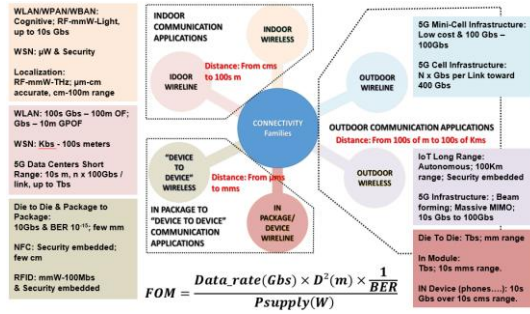 WLAN/WPAN/WBAN:
Cognitive; RF-mmW-Light,
up to 10s Gbs
WSN: μW & Security
Localization:
RF-mmW-THz; μm-cm
accurate, cm-100m range
WLAN: 100s Gbs – 100m OF;
Gbs – 10m GPOF
WSN: Kbs - 100s meters
5G Data Centers Short
Range: 10s m, n x 100Gbs /
link, up to Tbs
Die to Die & Package to
Package:
10Gbs & BER 10⁻¹⁵; few mm
NFC: Security embedded;
few cm
RFID: mmW-100Mbs
& Security embedded
INDOOR
COMMUNICATION
APPLICATIONS
INDOOR
WIRELESS
Distance: From cms
to 100s m
IDOOR
WIRELINE
CONNECTIVITY
Families
"DEVICE
TO
DEVICE"
WIRELESS
Distance: From μms
to mms
IN PACKAGE TO
"DEVICE TO DEVICE"
COMMUNICATION
APPLICATIONS
IN PACKAGE/
DEVICE
WIRELINE
OUTDOOR
WIRELINE
OUTDOOR COMMUNICATION APPLICATIONS
Distance: From 100s of m to 100s of Kms
OUTDOOR
WIRELESS
5G Mini-Cell Infrastructure:
Low cost & 100 Gbs –
100Gbs
5G Cell Infrastructure:
N x Gbs per Link toward
400 Gbs
IoT Long Range:
Autonomous; 100Km
range; Security embedded
5G Infrastructure: ; Beam
forming; Massive MIMO;
10s Gbs to 100Gbs
Die To Die: Tbs; mm range
In Module:
Tbs; 10s mms range.
IN Device (phones....): 10s
Gbs over 10s cms range.
FOM = Data_rate(Gbs) × D²(m) × 1/BER / Psupply(W)